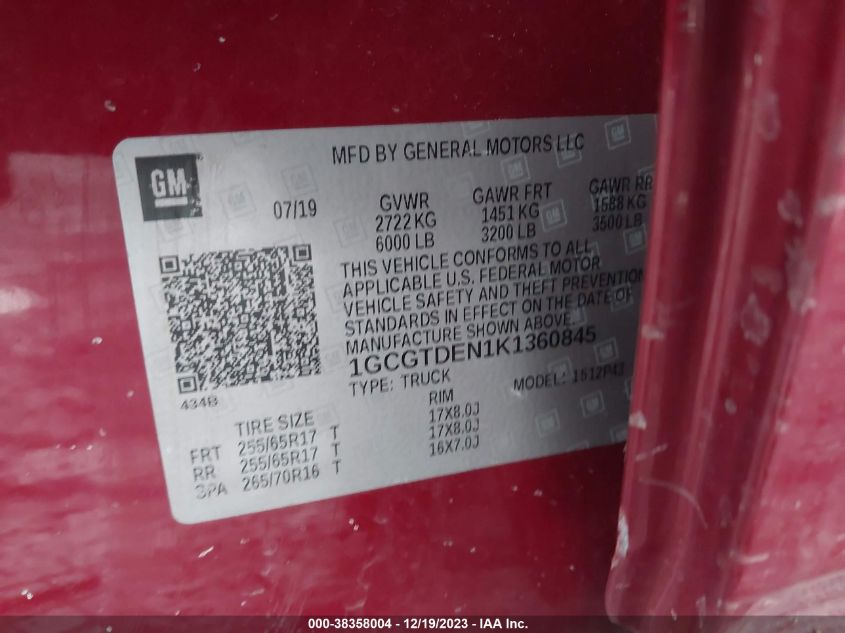 GM
MFD BY GENERAL MOTORS LLC
07/19
GVWR GAWR FRT GAWR RR
2722 KG 1451 KG 1588 KG
6000 LB 3200 LB 3500 LB
THIS VEHICLE CONFORMS TO ALL
APPLICABLE U.S. FEDERAL MOTOR
VEHICLE SAFETY AND THEFT PREVENTION
STANDARDS IN EFFECT ON THE DATE OF
MANUFACTURE SHOWN ABOVE.
1GCGTDEN1K1360845
TYPE: TRUCK MODEL:
434B
TIRE SIZE RIM
FRT 255/65R17 T 17X8.0J
RR 255/65R17 T 17X8.0J
SPA 265/70R16 T 16X7.0J
000-38358004 - 12/19/2023 - IAA Inc.